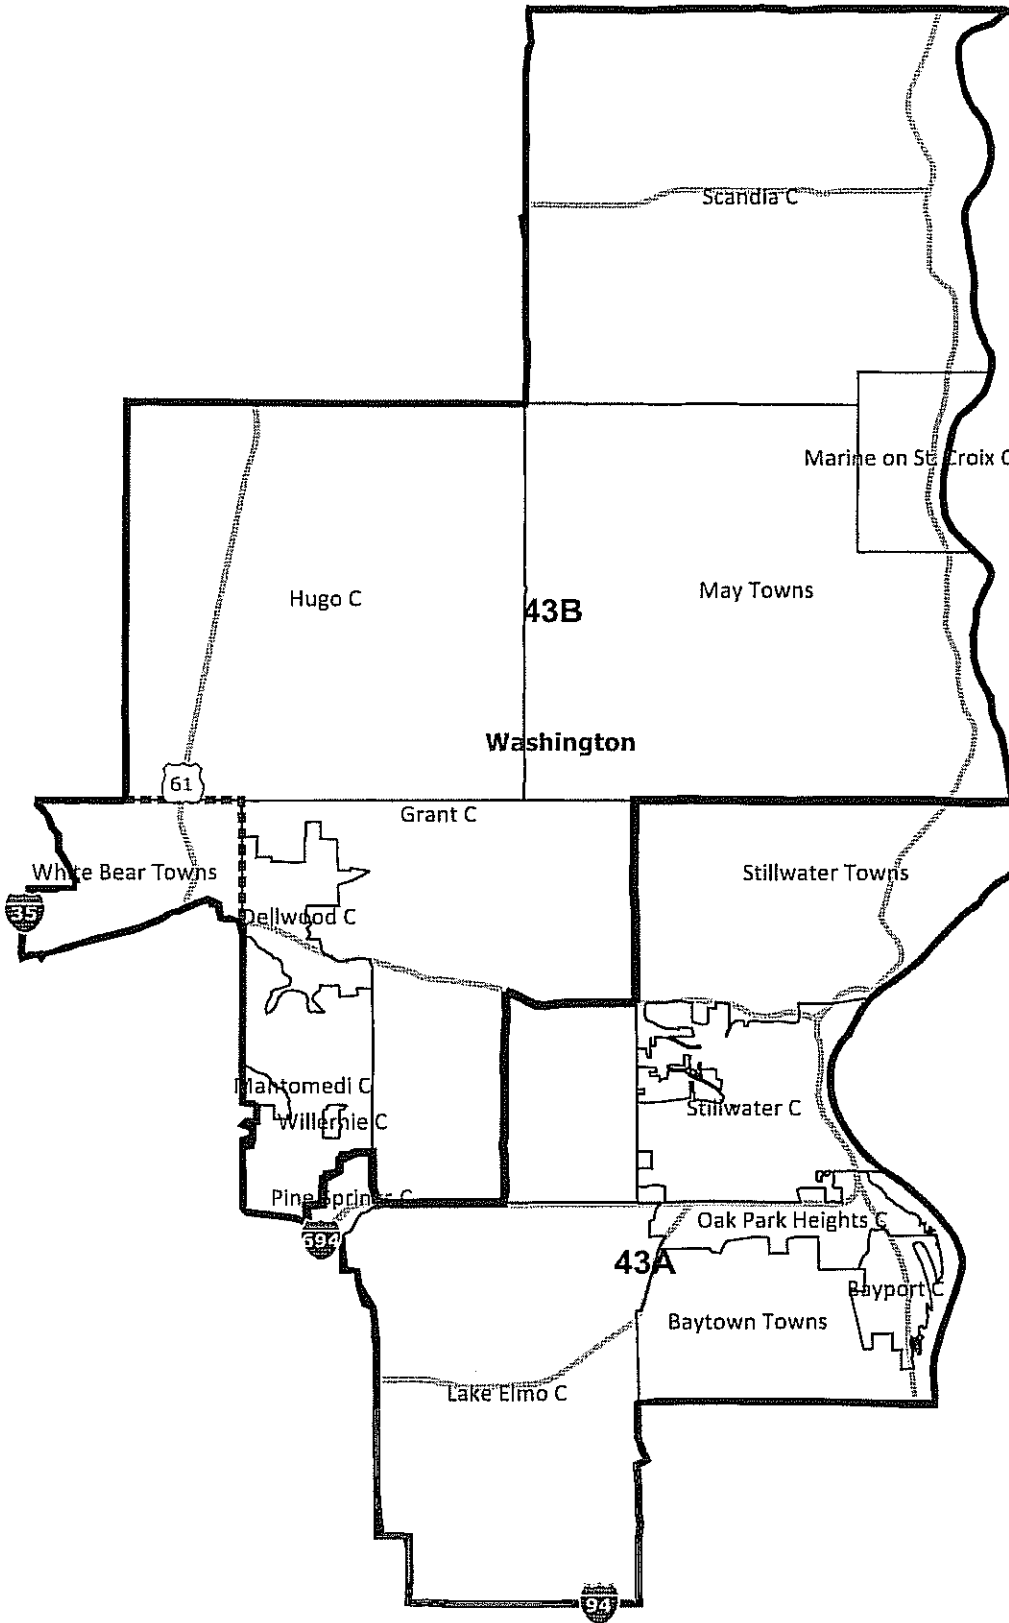 Scandia C
Marine on St. Croix C
May Towns
Hugo C
43B
Washington
61
Grant C
White Bear Towns
Stillwater Towns
35
Dellwood C
Mahtomedi C
Stillwater C
Willernie C
Pine Springs C
Oak Park Heights C
694
43A
Bayport C
Baytown Towns
Lake Elmo C
94